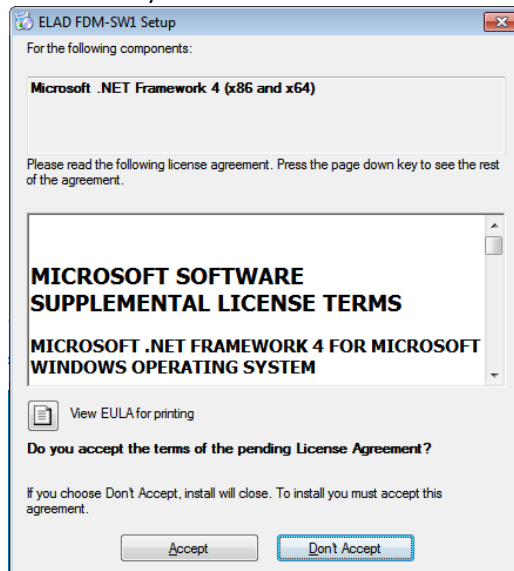 ELAD FDM-SW1 Setup
For the following components:
Microsoft .NET Framework 4 (x86 and x64)
Please read the following license agreement. Press the page down key to see the rest
of the agreement.
MICROSOFT SOFTWARE
SUPPLEMENTAL LICENSE TERMS
MICROSOFT .NET FRAMEWORK 4 FOR MICROSOFT
WINDOWS OPERATING SYSTEM
View EULA for printing
Do you accept the terms of the pending License Agreement?
If you choose Don't Accept, install will close. To install you must accept this
agreement.
Accept
Don't Accept